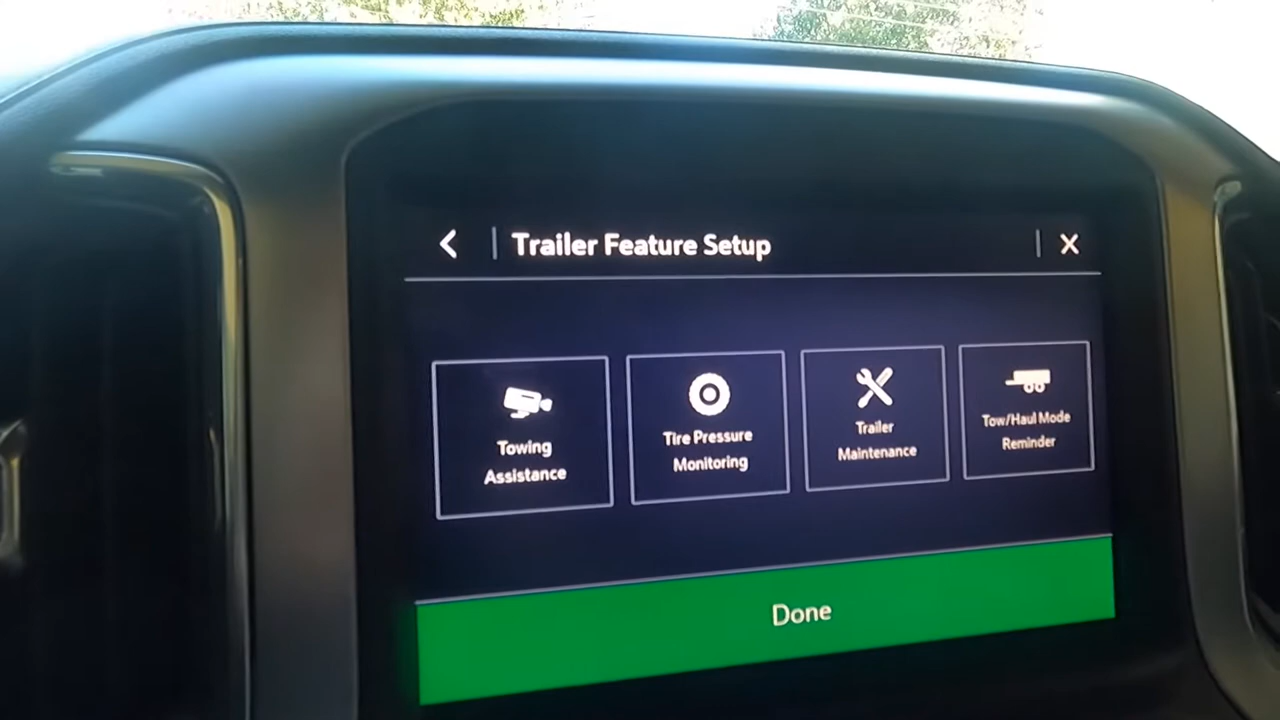 Trailer Feature Setup
Towing
Assistance
Tire Pressure
Monitoring
Trailer
Maintenance
Tow/Haul Mode
Reminder
Done